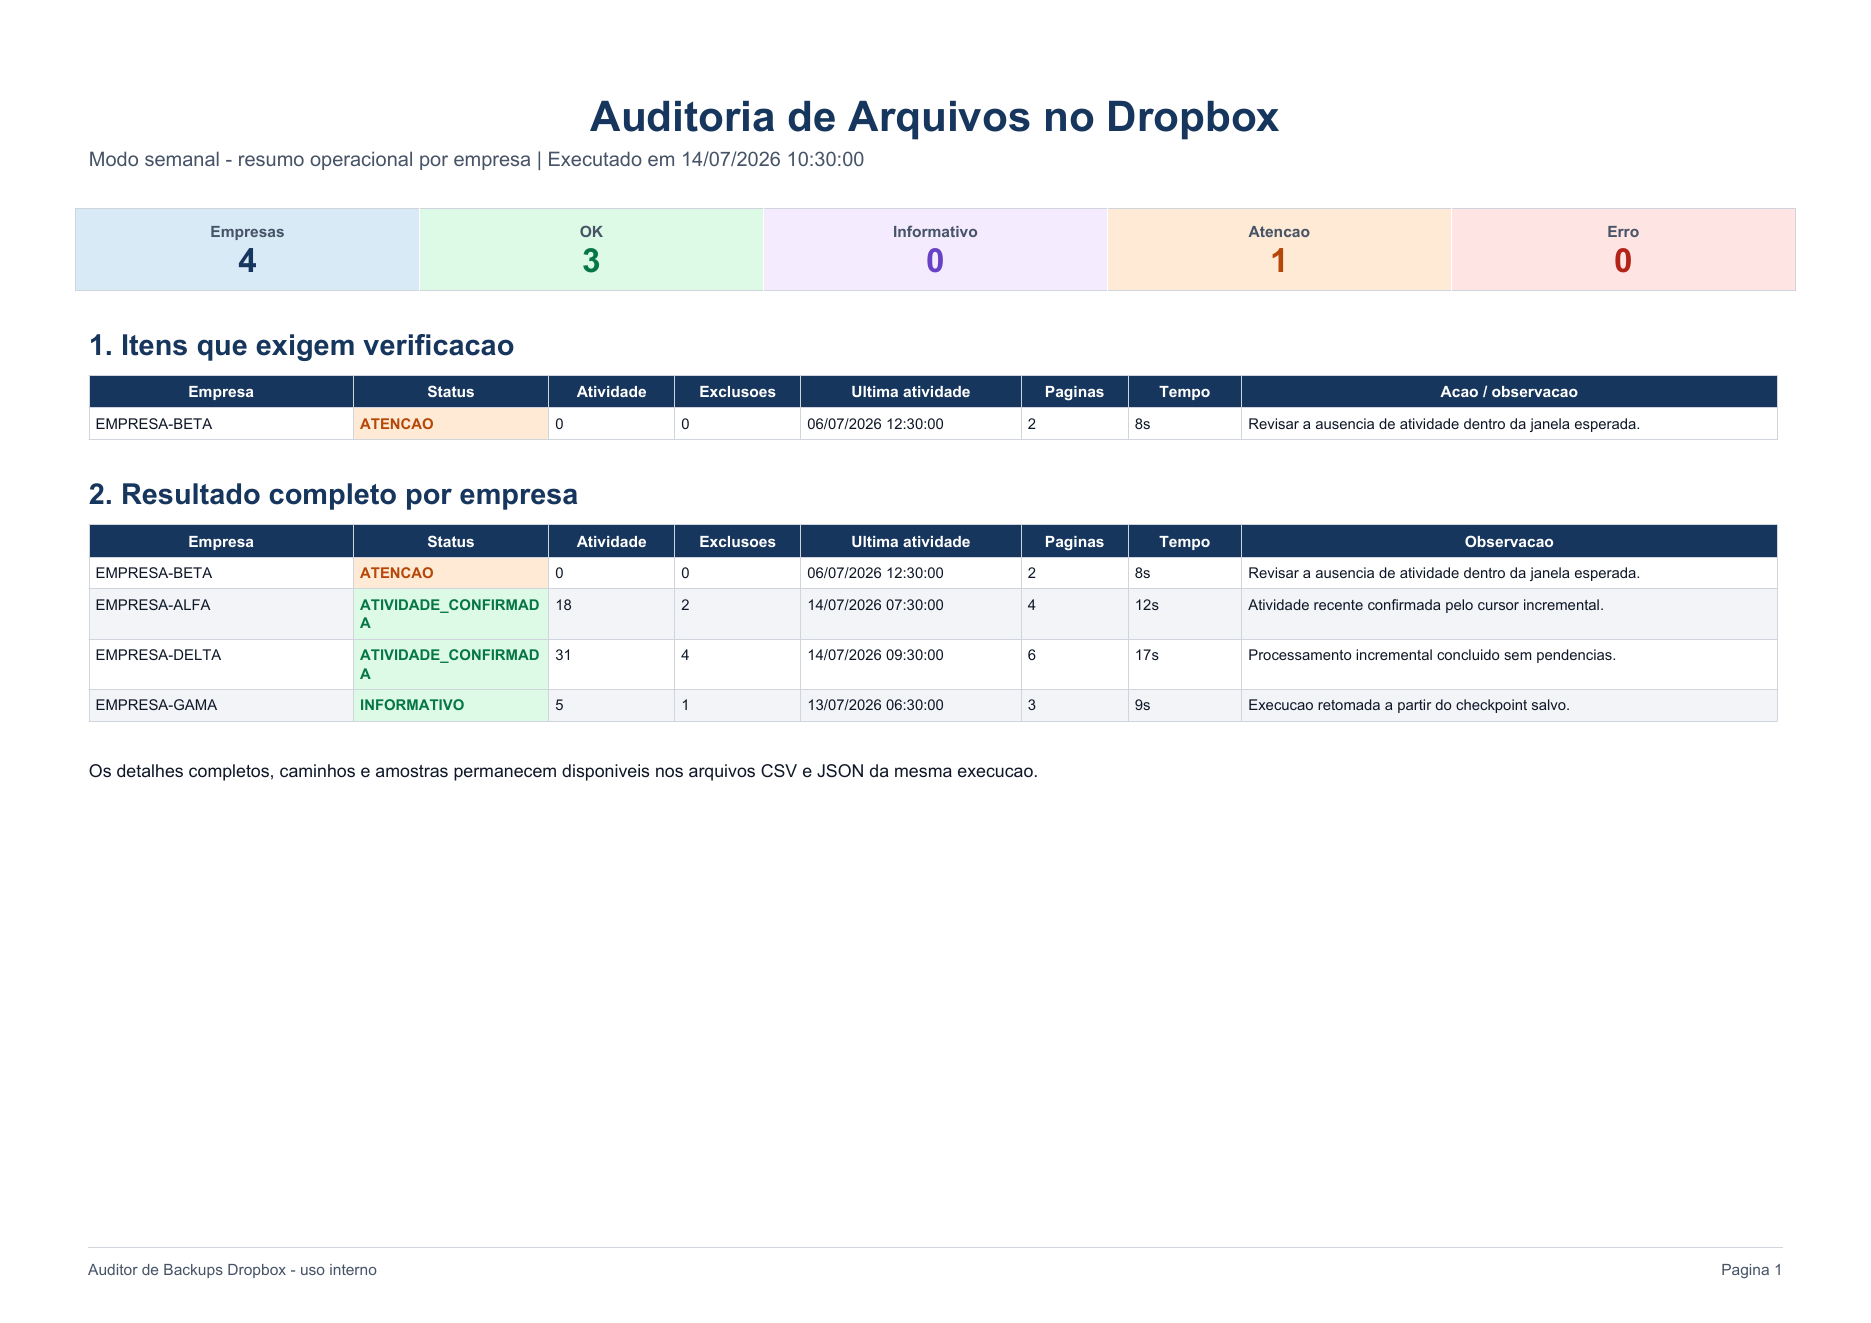 Auditoria de Arquivos no Dropbox
Modo semanal - resumo operacional por empresa | Executado em 14/07/2026 10:30:00
Empresas OK Informativo Atencao Erro
4 3 0 1 0
1. Itens que exigem verificacao
Empresa Status Atividade Exclusoes Ultima atividade Paginas Tempo Acao / observacao
EMPRESA-BETA ATENCAO 0 0 06/07/2026 12:30:00 2 8s Revisar a ausencia de atividade dentro da janela esperada.
2. Resultado completo por empresa
Empresa Status Atividade Exclusoes Ultima atividade Paginas Tempo Observacao
EMPRESA-BETA ATENCAO 0 0 06/07/2026 12:30:00 2 8s Revisar a ausencia de atividade dentro da janela esperada.
EMPRESA-ALFA ATIVIDADE_CONFIRMAD 18 2 14/07/2026 07:30:00 4 12s Atividade recente confirmada pelo cursor incremental.
A
EMPRESA-DELTA ATIVIDADE_CONFIRMAD 31 4 14/07/2026 09:30:00 6 17s Processamento incremental concluido sem pendencias.
A
EMPRESA-GAMA INFORMATIVO 5 1 13/07/2026 06:30:00 3 9s Execucao retomada a partir do checkpoint salvo.
Os detalhes completos, caminhos e amostras permanecem disponiveis nos arquivos CSV e JSON da mesma execucao.
Auditor de Backups Dropbox - uso interno Pagina 1